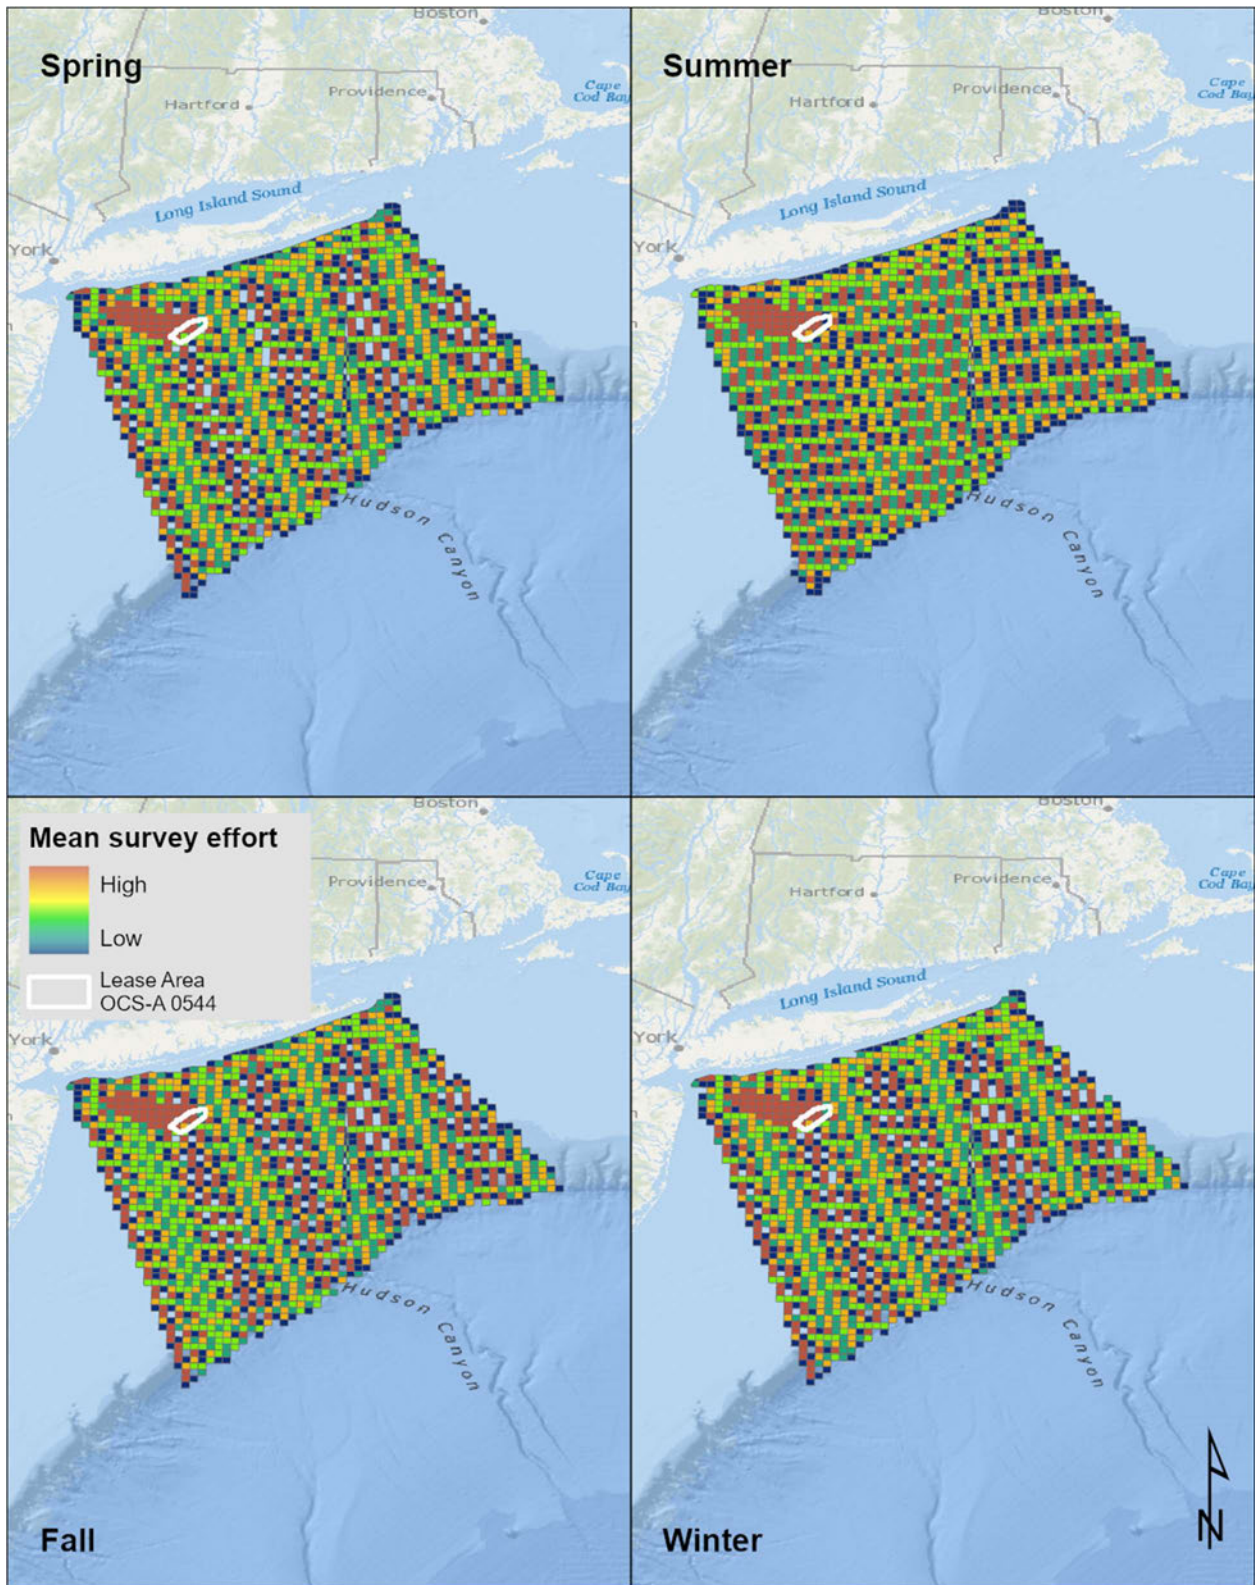 Boston
Spring
Cape
Cod Bay
Hartford
Providence
Long Island Sound
York
Hudson Canyon
Boston
Summer
Cape
Cod Bay
Hartford
Providence
Long Island Sound
York
Hudson Canyon
Boston
Mean survey effort
High
Low
Lease Area
OCS-A 0544
Providence
Cape
Cod Bay
York
Hudson Canyon
Fall
Boston
Cape
Cod Bay
Hartford
Providence
Long Island Sound
York
Hudson Canyon
Winter
N